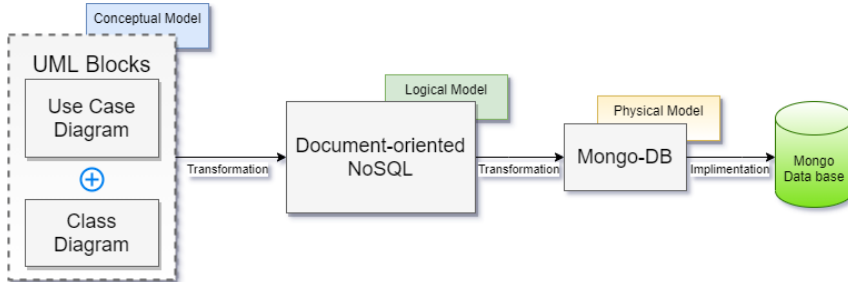 Conceptual Model
UML Blocks
Use Case
Diagram
Class
Diagram
Transformation
Logical Model
Document-oriented
NoSQL
Transformation
Physical Model
Mongo-DB
Implimentation
Mongo
Data base